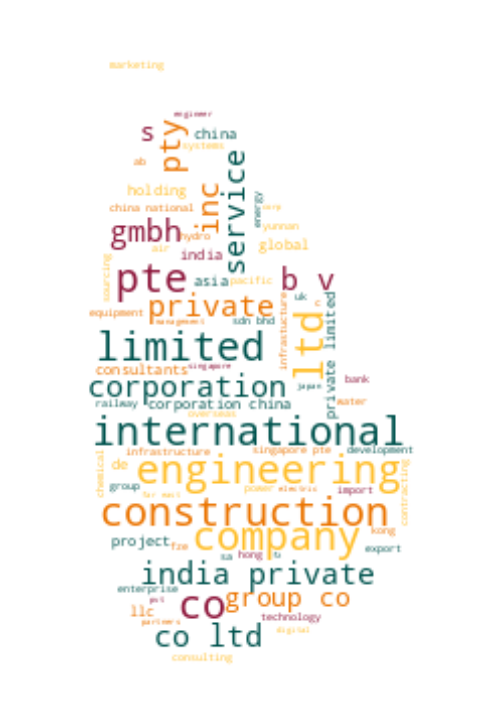 marketing
engineer
s
pty
china
systems
ab
service
holding
inc
energy
corp
china national
yunnan
gmbh
hydro
global
air
india
sourcing
pte
asia
pacific
b v
uk
c
equipment
private
infrastucture
ltd
private limited
management
sdn bhd
limited
consultants
singapore
corporation
japan
bank
railway
corporation china
water
overseas
international
infrastructure
singapore pte
development
chemical
de
engineering
contracting
group
power
electric
import
far east
construction
company
kong
project
fze
sa
hong
export
india private
enterprise
co
group co
pvt
llc
technology
partners
co ltd
digital
consulting